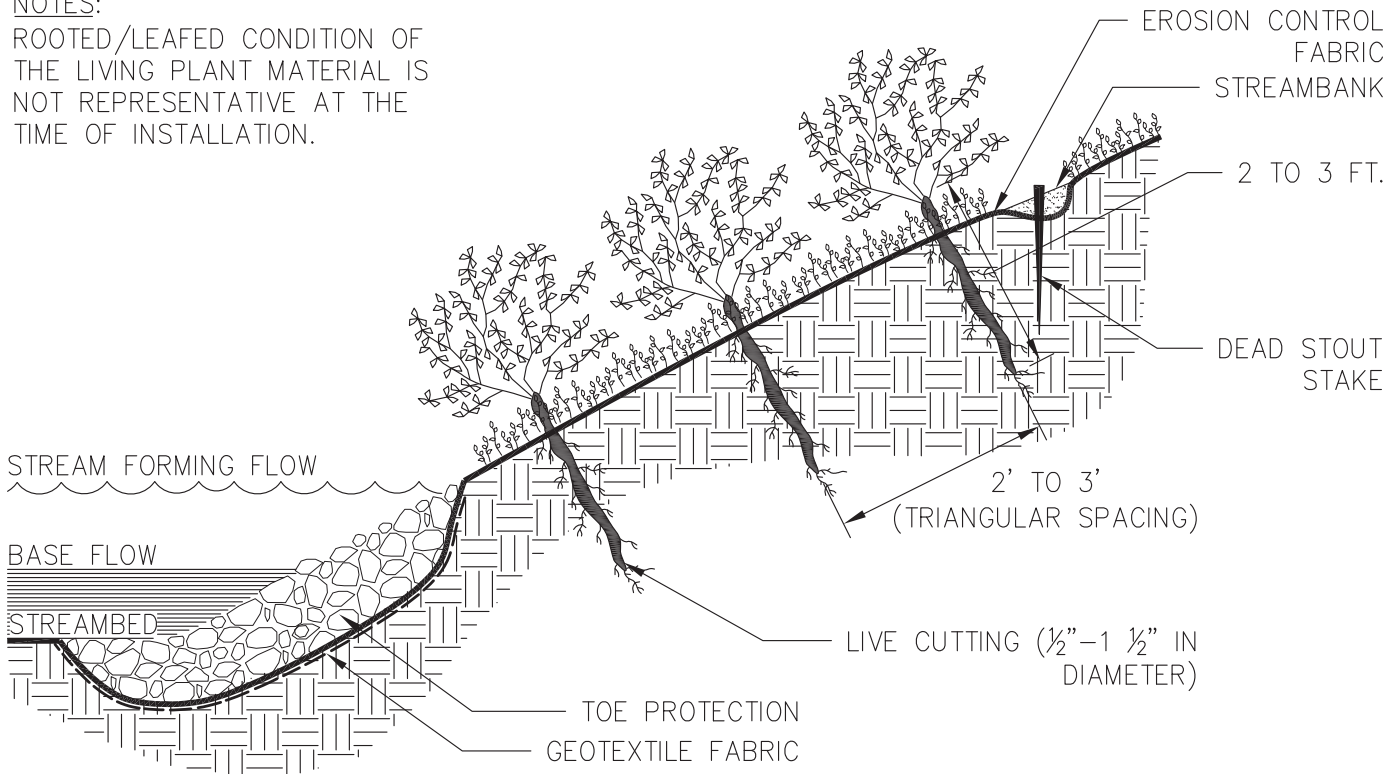 NOTES:
ROOTED/LEAFED CONDITION OF
THE LIVING PLANT MATERIAL IS
NOT REPRESENTATIVE AT THE
TIME OF INSTALLATION.
EROSION CONTROL
FABRIC
STREAMBANK
2 TO 3 FT.
DEAD STOUT
STAKE
STREAM FORMING FLOW
2' TO 3'
(TRIANGULAR SPACING)
BASE FLOW
STREAMBED
LIVE CUTTING (½"-1 ½" IN
DIAMETER)
TOE PROTECTION
GEOTEXTILE FABRIC